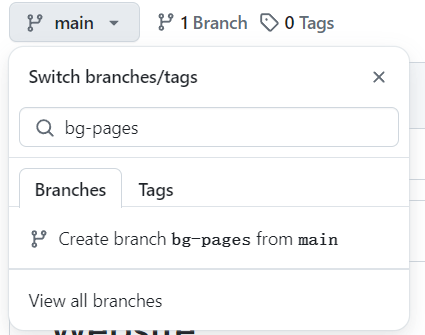 main 1 Branch 0 Tags
Switch branches/tags
bg-pages
Branches Tags
Create branch bg-pages from main
View all branches